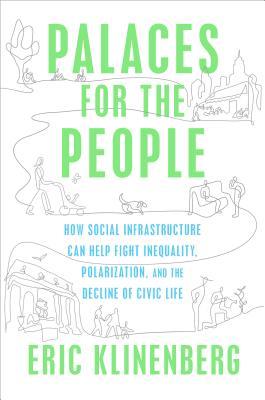 PALACES
FOR THE
PEOPLE
HOW SOCIAL INFRASTRUCTURE
CAN HELP FIGHT INEQUALITY,
POLARIZATION, AND THE
DECLINE OF CIVIC LIFE
ERIC KLINENBERG